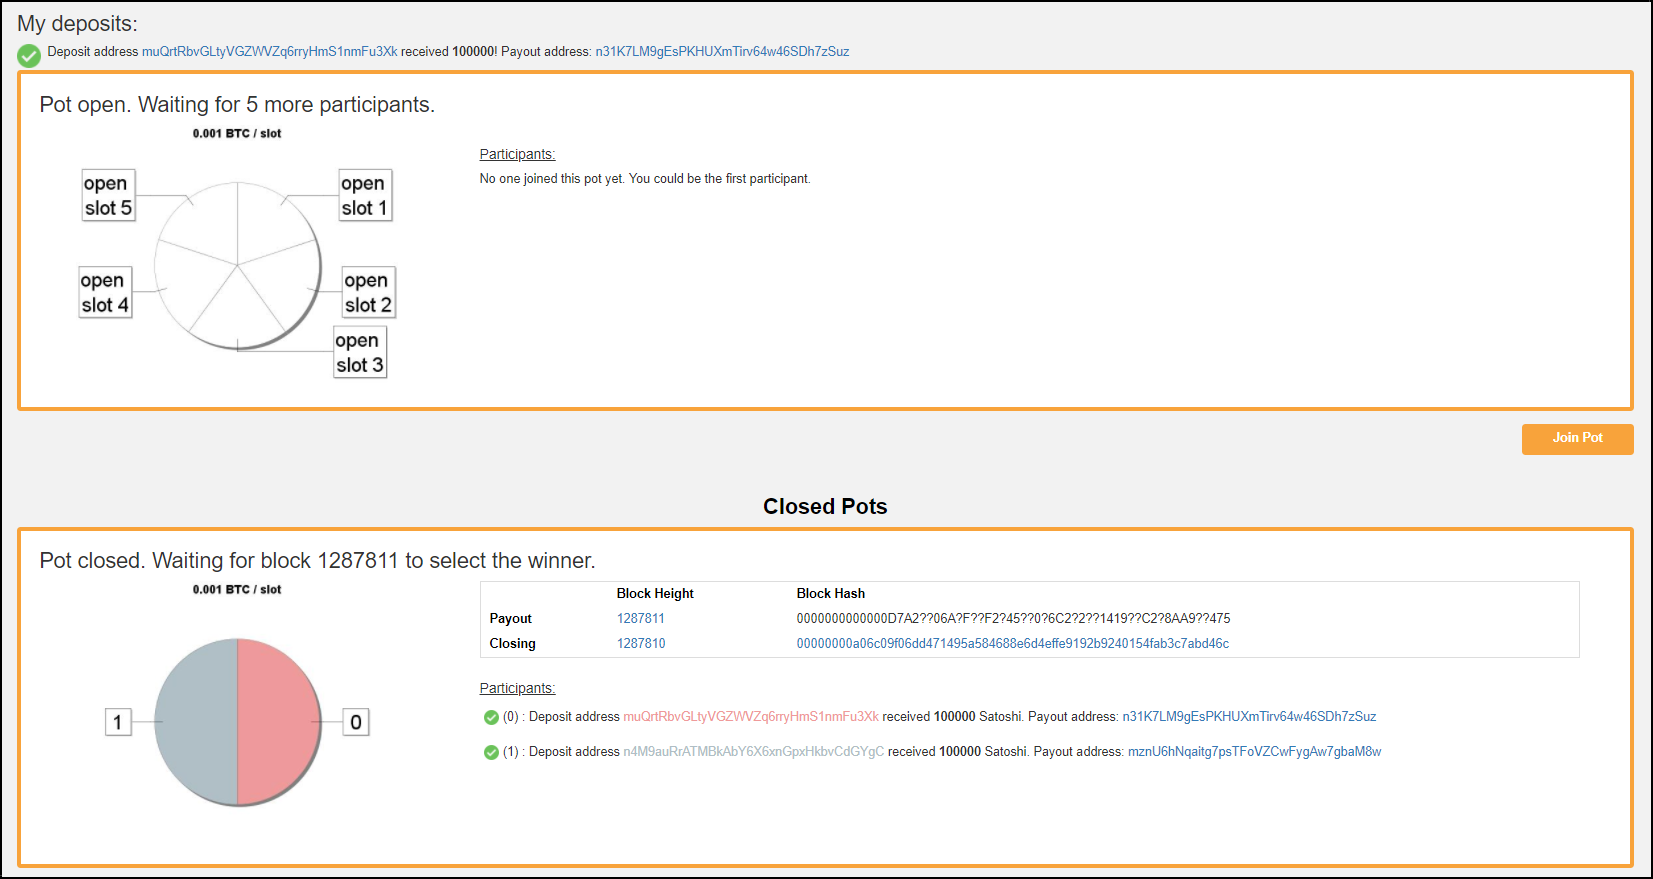 My deposits:
Deposit address muQrtRbvGLtyVGZWVZq6rryHmS1nmFu3Xk received 100000! Payout address: n31K7LM9gEsPKHUXmTirv64w46SDh7zSuz
Pot open. Waiting for 5 more participants.
0.001 BTC / slot
open
slot 5
open
slot 1
open
slot 4
open
slot 2
open
slot 3
Participants:
No one joined this pot yet. You could be the first participant.
Join Pot
Closed Pots
Pot closed. Waiting for block 1287811 to select the winner.
0.001 BTC / slot
1
0
Block Height Block Hash
Payout 1287811 0000000000000D7A2??06A?F??F2?45??0?6C2?2??1419??C2?8AA9??475
Closing 1287810 00000000a06c09f06dd471495a584688e6d4effe9192b9240154fab3c7abd46c
Participants:
(0) : Deposit address muQrtRbvGLtyVGZWVZq6rryHmS1nmFu3Xk received 100000 Satoshi. Payout address: n31K7LM9gEsPKHUXmTirv64w46SDh7zSuz
(1) : Deposit address n4M9auRrATMBkAbY6X6xnGpxHkbvCdGYgC received 100000 Satoshi. Payout address: mznU6hNqaitg7psTFoVZCwFygAw7gbaM8w